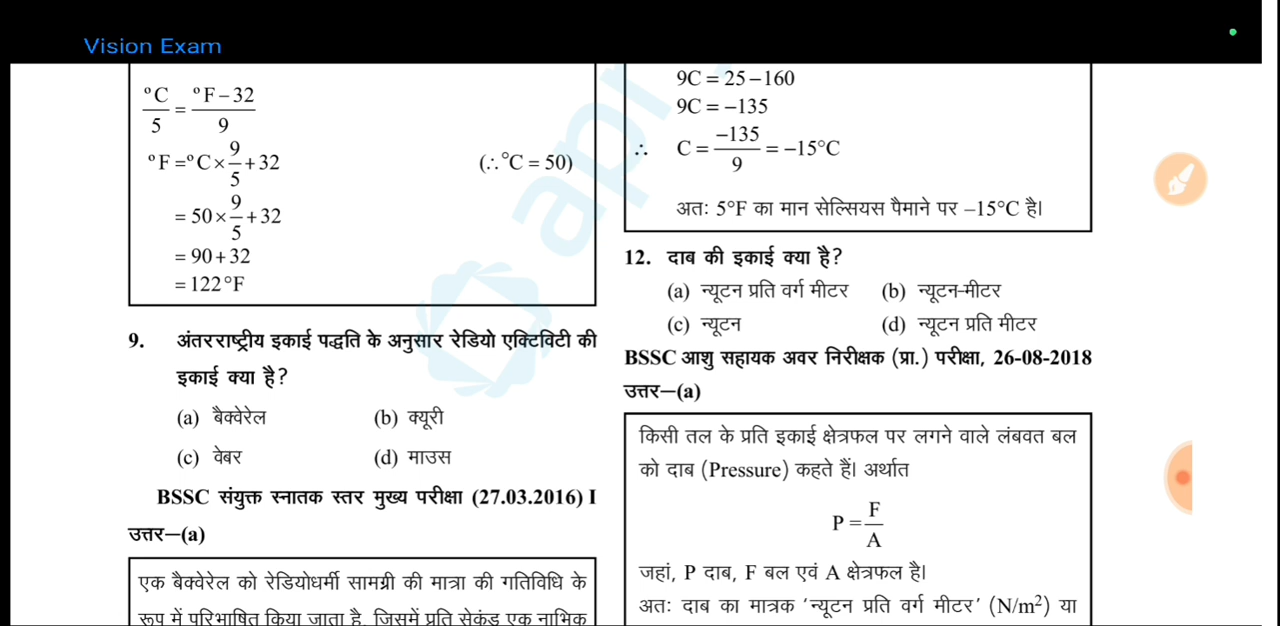 Vision Exam
°C/5 = °F – 32/9
°F = °C × 9/5 + 32 (∴ °C = 50)
= 50 × 9/5 + 32
= 90 + 32
= 122 °F
9. अंतरराष्ट्रीय इकाई पद्धति के अनुसार रेडियो एक्टिविटी की
इकाई क्या है?
(a) बैक्वेरेल (b) क्यूरी
(c) वेबर (d) माउस
BSSC संयुक्त स्नातक स्तर मुख्य परीक्षा (27.03.2016) I
उत्तर—(a)
एक बैक्वेरेल को रेडियोधर्मी सामग्री की मात्रा की गतिविधि के
रूप में परिभाषित किया जाता है, जिसमें प्रति सेकंड एक नाभिक
9C = 25 – 160
9C = –135
∴ C = –135/9 = –15°C
अतः 5°F का मान सेल्सियस पैमाने पर –15°C है।
12. दाब की इकाई क्या है?
(a) न्यूटन प्रति वर्ग मीटर (b) न्यूटन-मीटर
(c) न्यूटन (d) न्यूटन प्रति मीटर
BSSC आशु सहायक अवर निरीक्षक (प्रा.) परीक्षा, 26-08-2018
उत्तर—(a)
किसी तल के प्रति इकाई क्षेत्रफल पर लगने वाले लंबवत बल
को दाब (Pressure) कहते हैं। अर्थात
P = F/A
जहां, P दाब, F बल एवं A क्षेत्रफल है।
अतः दाब का मात्रक 'न्यूटन प्रति वर्ग मीटर' (N/m²) या